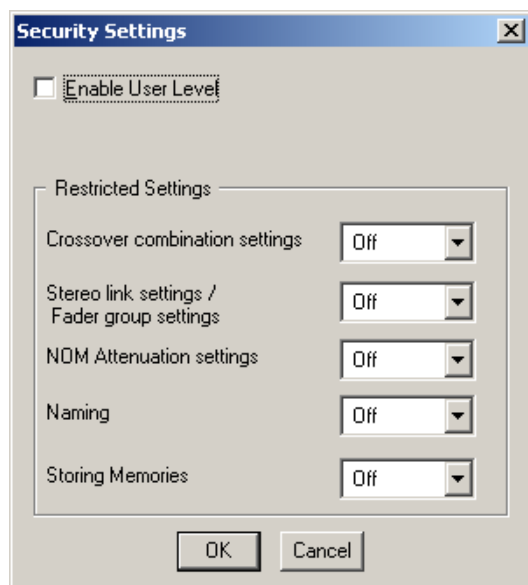 Security Settings
Enable User Level
Restricted Settings
Crossover combination settings Off
Stereo link settings /
Fader group settings Off
NOM Attenuation settings Off
Naming Off
Storing Memories Off
OK Cancel